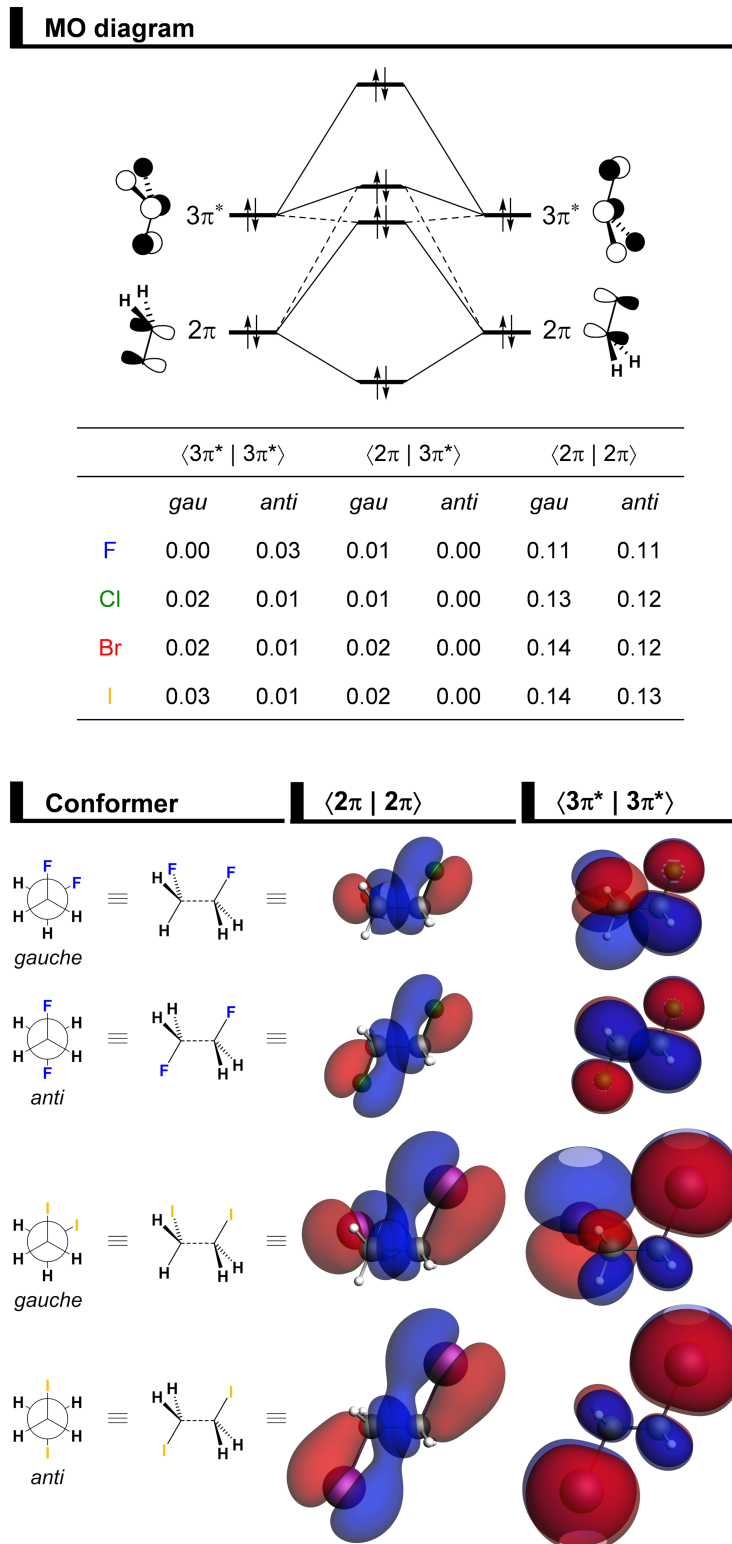 MO diagram
3π* 3π*
H H
2π 2π
H H
⟨3π* | 3π*⟩ ⟨2π | 3π*⟩ ⟨2π | 2π⟩
gau anti gau anti gau anti
F 0.00 0.03 0.01 0.00 0.11 0.11
Cl 0.02 0.01 0.01 0.00 0.13 0.12
Br 0.02 0.01 0.02 0.00 0.14 0.12
I 0.03 0.01 0.02 0.00 0.14 0.13
Conformer ⟨2π | 2π⟩ ⟨3π* | 3π*⟩
F F F
H F H
H H H H
H H
gauche
F H H F
H H
≡ ≡
H H H
F F H
anti
I I I
H I H
H H H H
H H
gauche
I H H I
H H
≡ ≡
H H H
I I H
anti